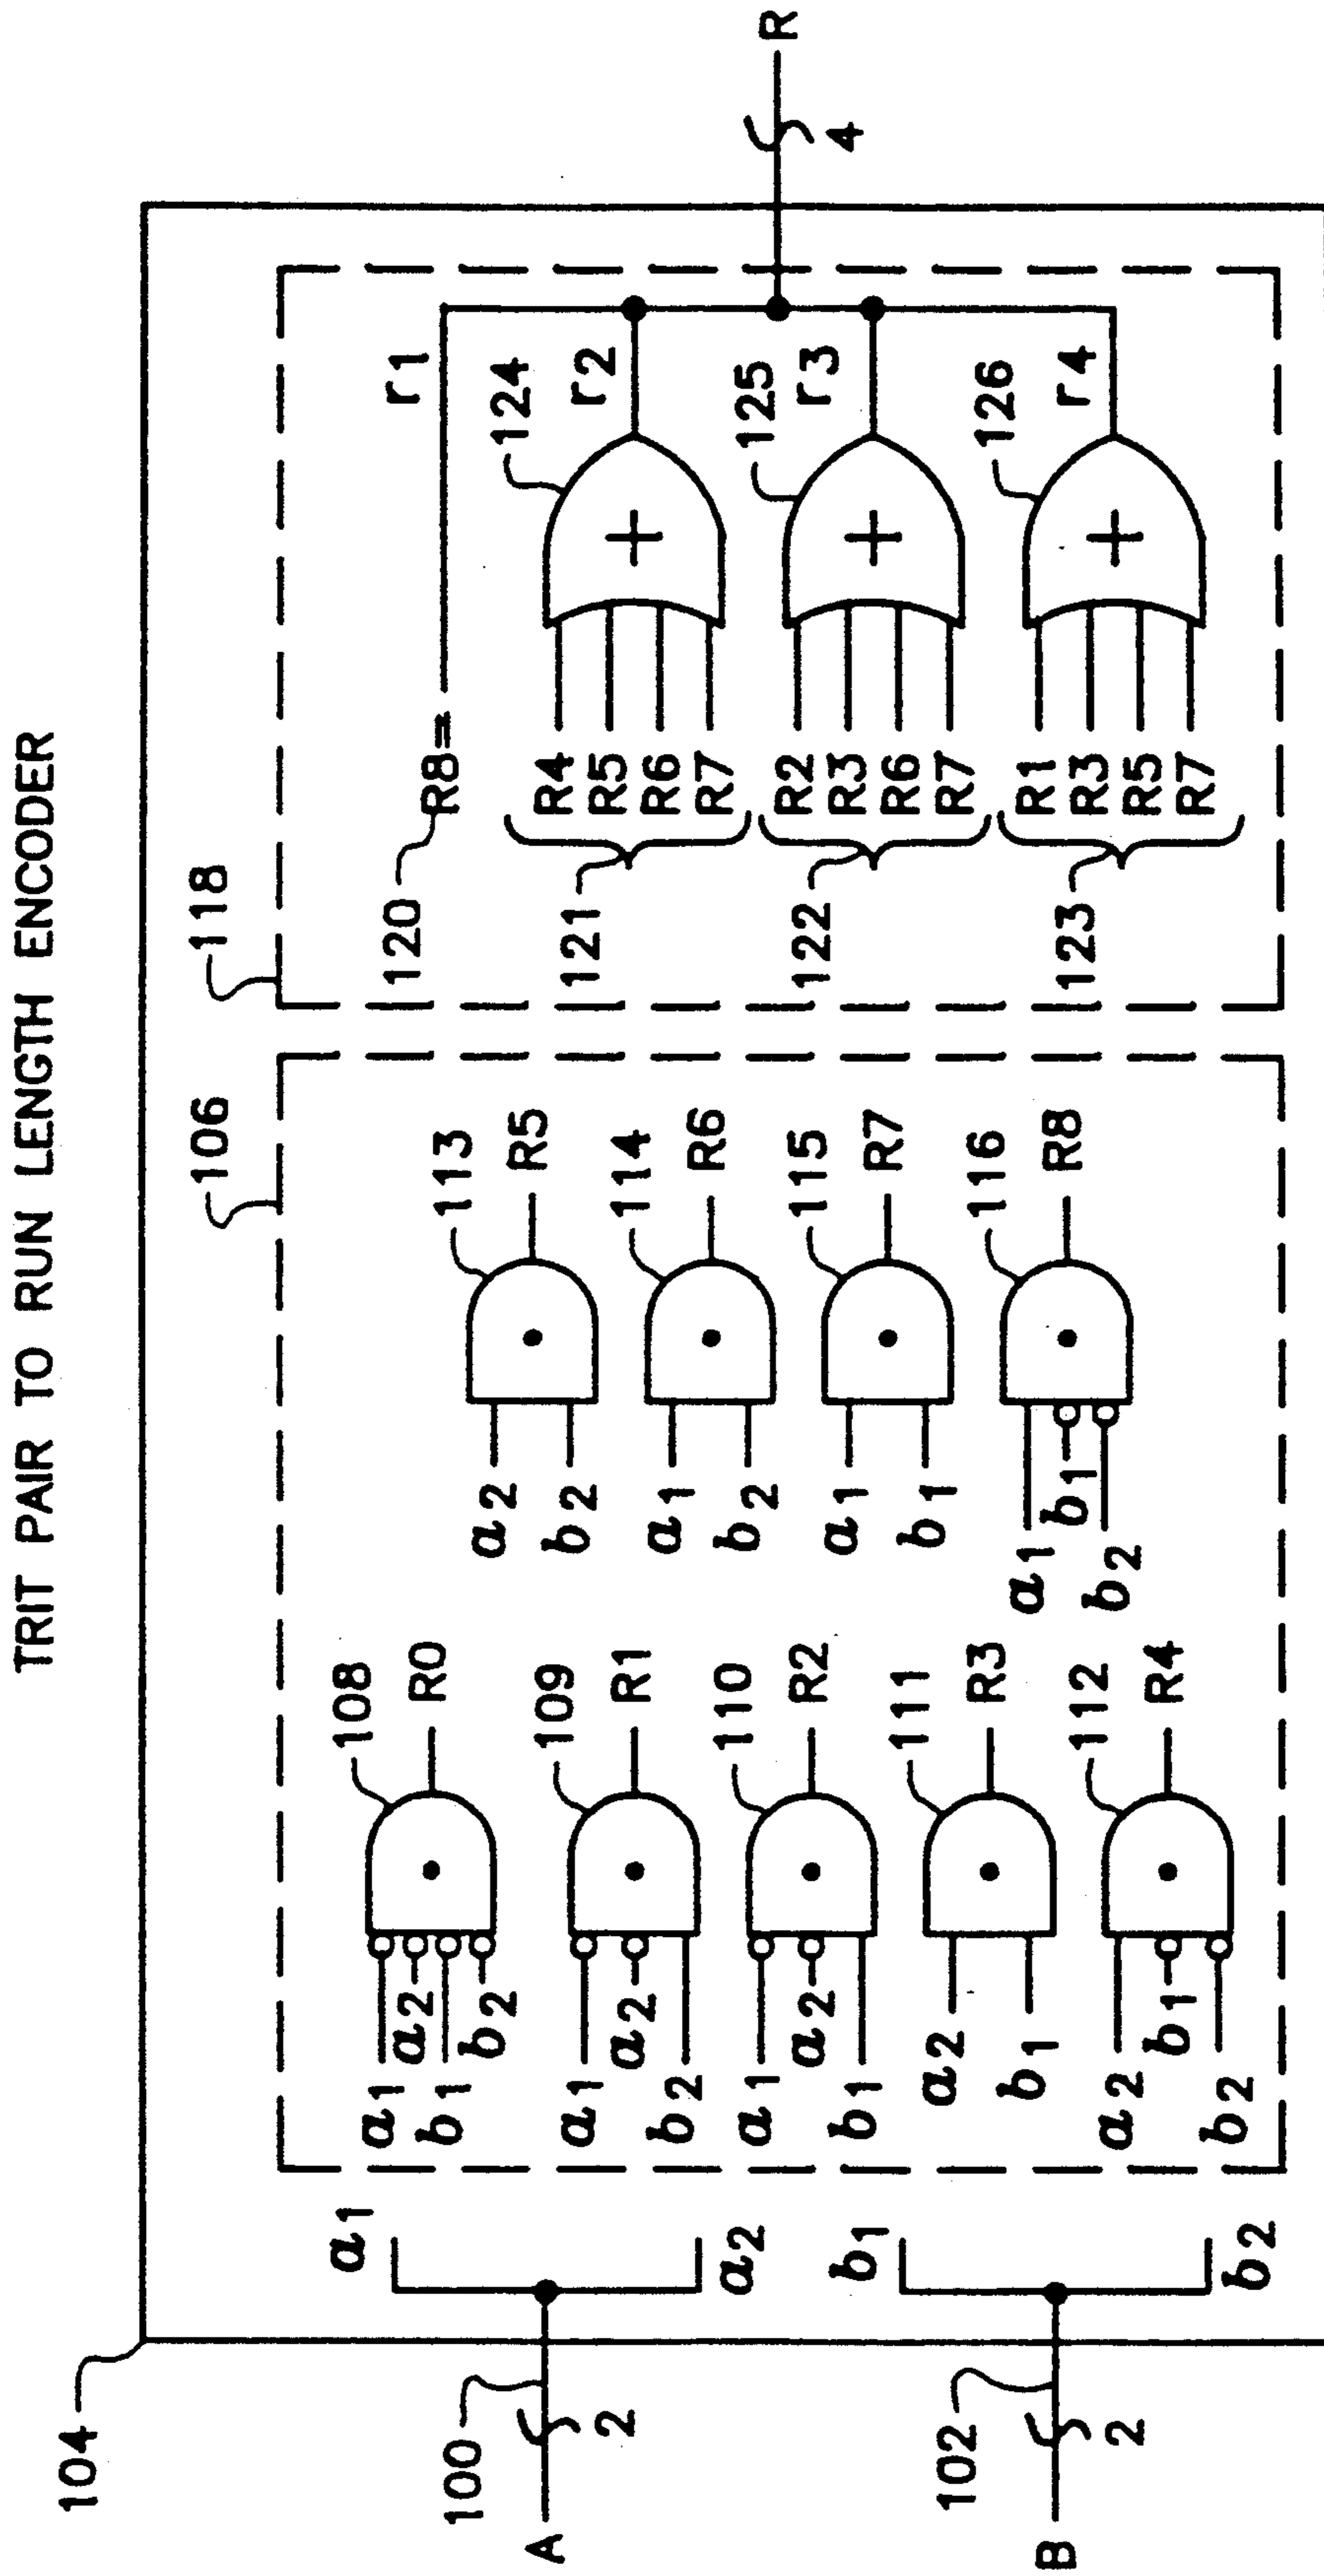 TRIT PAIR TO RUN LENGTH ENCODER
104
106
118
A
100
2
a1
a2
B
102
2
b1
b2
a1
a2
b1
b2
108
R0
a1
a2
b2
109
R1
a1
a2
b1
110
R2
a2
b1
111
R3
a2
b1
b2
112
R4
a2
b2
113
R5
a1
b2
114
R6
a1
b1
115
R7
a1
b1
b2
116
R8
120
R8=
r1
121
R4
R5
R6
R7
124
r2
122
R2
R3
R6
R7
125
r3
123
R1
R3
R5
R7
126
r4
4
R